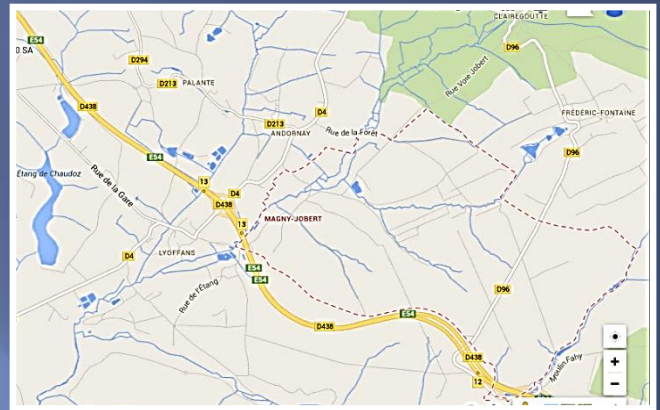 CLAIREGOUTTE
E54
D96
D294
Rue Voie Jobert
D213
PALANTE
D438
D4
FRÉDÉRIC-FONTAINE
D213
ANDORNAY
Rue de la Forêt
D96
E54
Étang de Chaudoz
Rue de la Gare
13
D4
D438
MAGNY-JOBERT
13
LYOFFANS
D4
E54
E54
Rue de l'Étang
D96
E54
D438
D438
+
Moulin Fahy
12
−